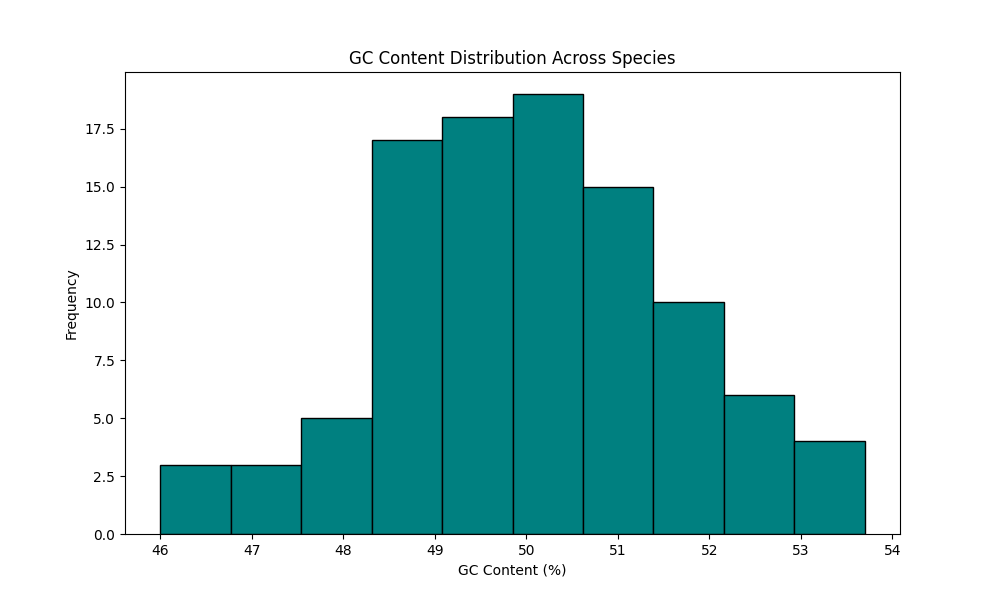 GC Content Distribution Across Species
Frequency
17.5
15.0
12.5
10.0
7.5
5.0
2.5
0.0
46 47 48 49 50 51 52 53 54
GC Content (%)